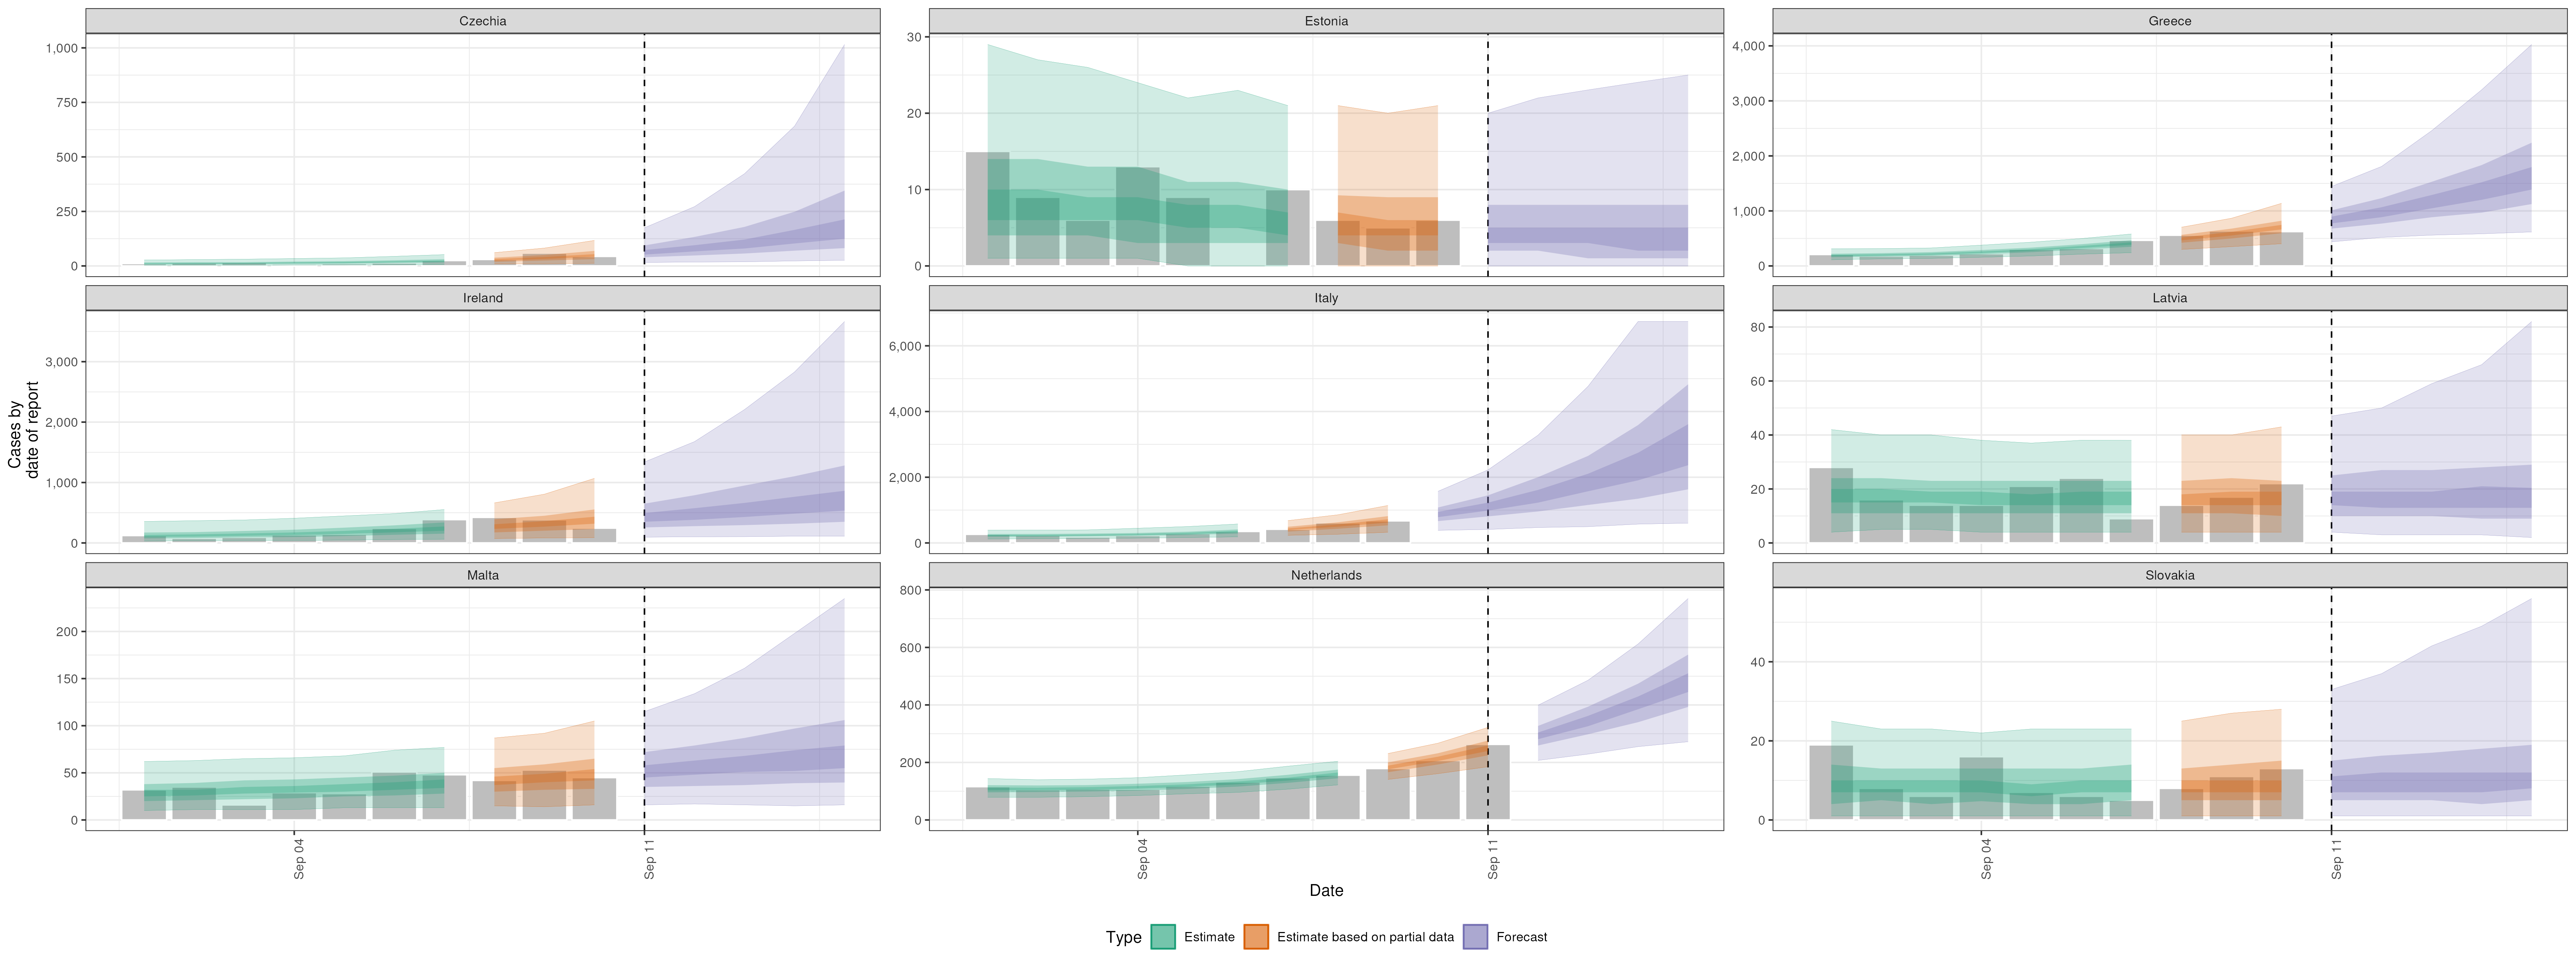 Czechia
Estonia
Greece
1,000
750
500
250
0
30
20
10
0
4,000
3,000
2,000
1,000
0
Ireland
Italy
Latvia
3,000
2,000
1,000
0
6,000
4,000
2,000
0
80
60
40
20
0
Malta
Netherlands
Slovakia
200
150
100
50
0
800
600
400
200
0
40
20
0
Cases by
date of report
Sep 04
Sep 11
Sep 04
Sep 11
Sep 04
Sep 11
Date
Type
Estimate
Estimate based on partial data
Forecast